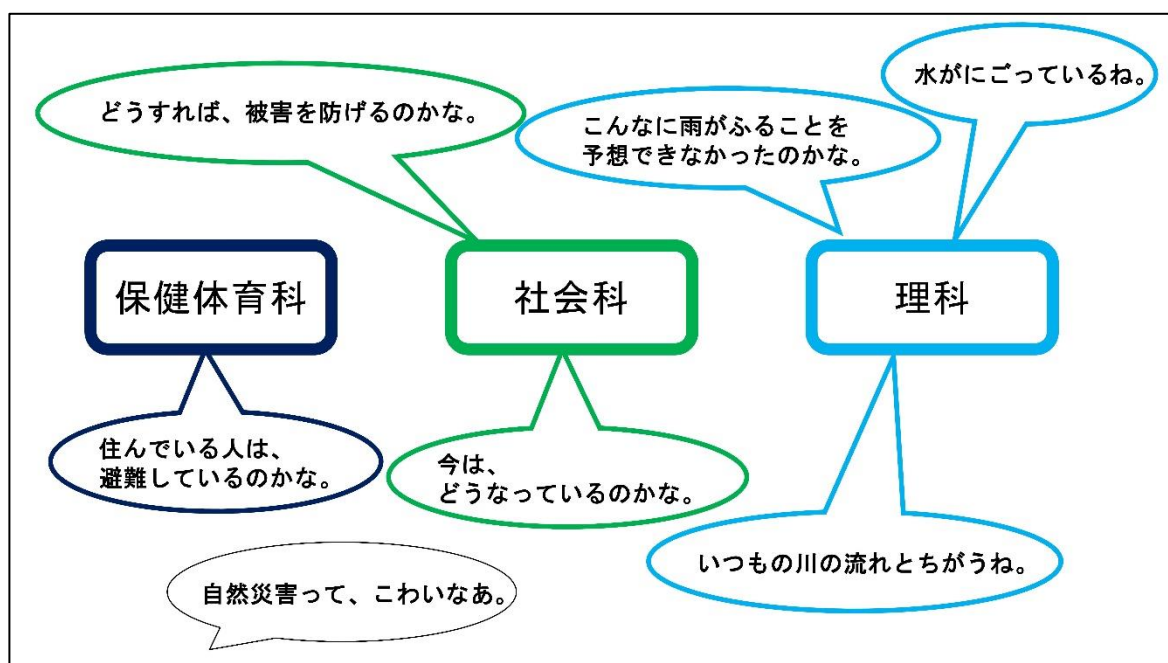 水がにごっているね。
どうすれば、被害を防げるのかな。
こんなに雨がふることを
予想できなかったのかな。
保健体育科
社会科
理科
住んでいる人は、
避難しているのかな。
今は、
どうなっているのかな。
いつもの川の流れとちがうね。
自然災害って、こわいなあ。